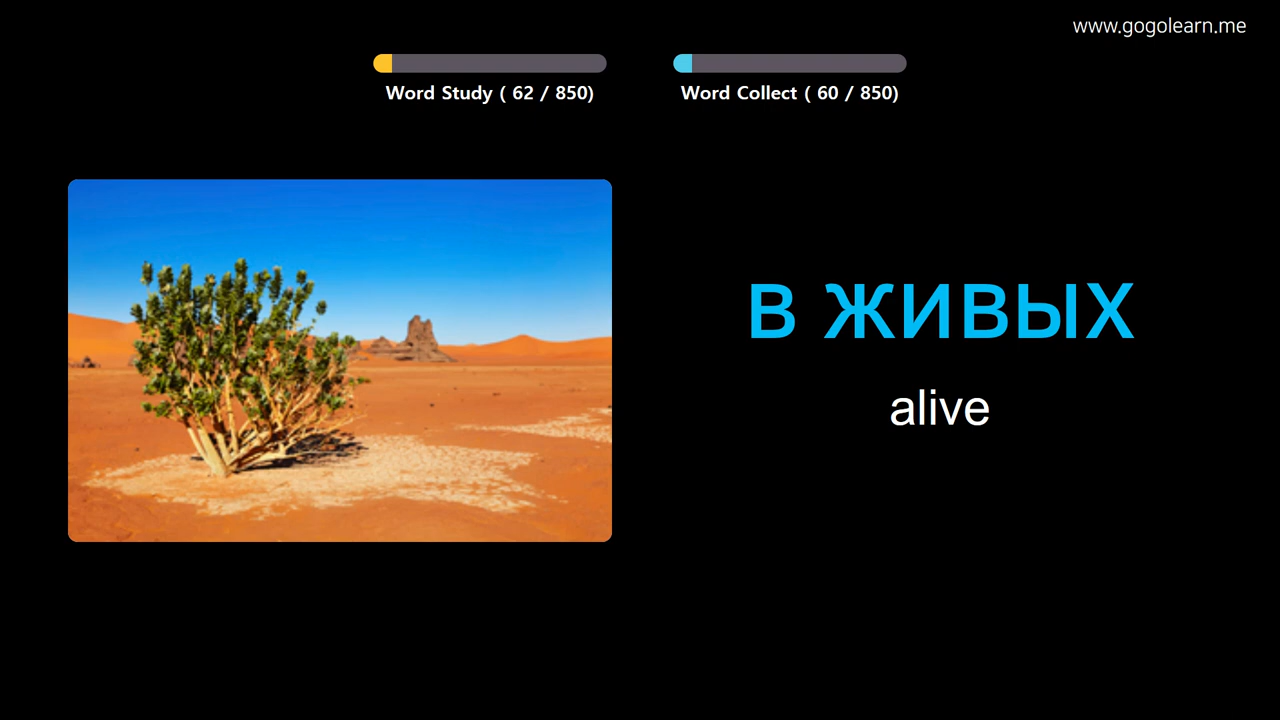 www.gogolearn.me
Word Study ( 62 / 850)
Word Collect ( 60 / 850)
в живых
alive